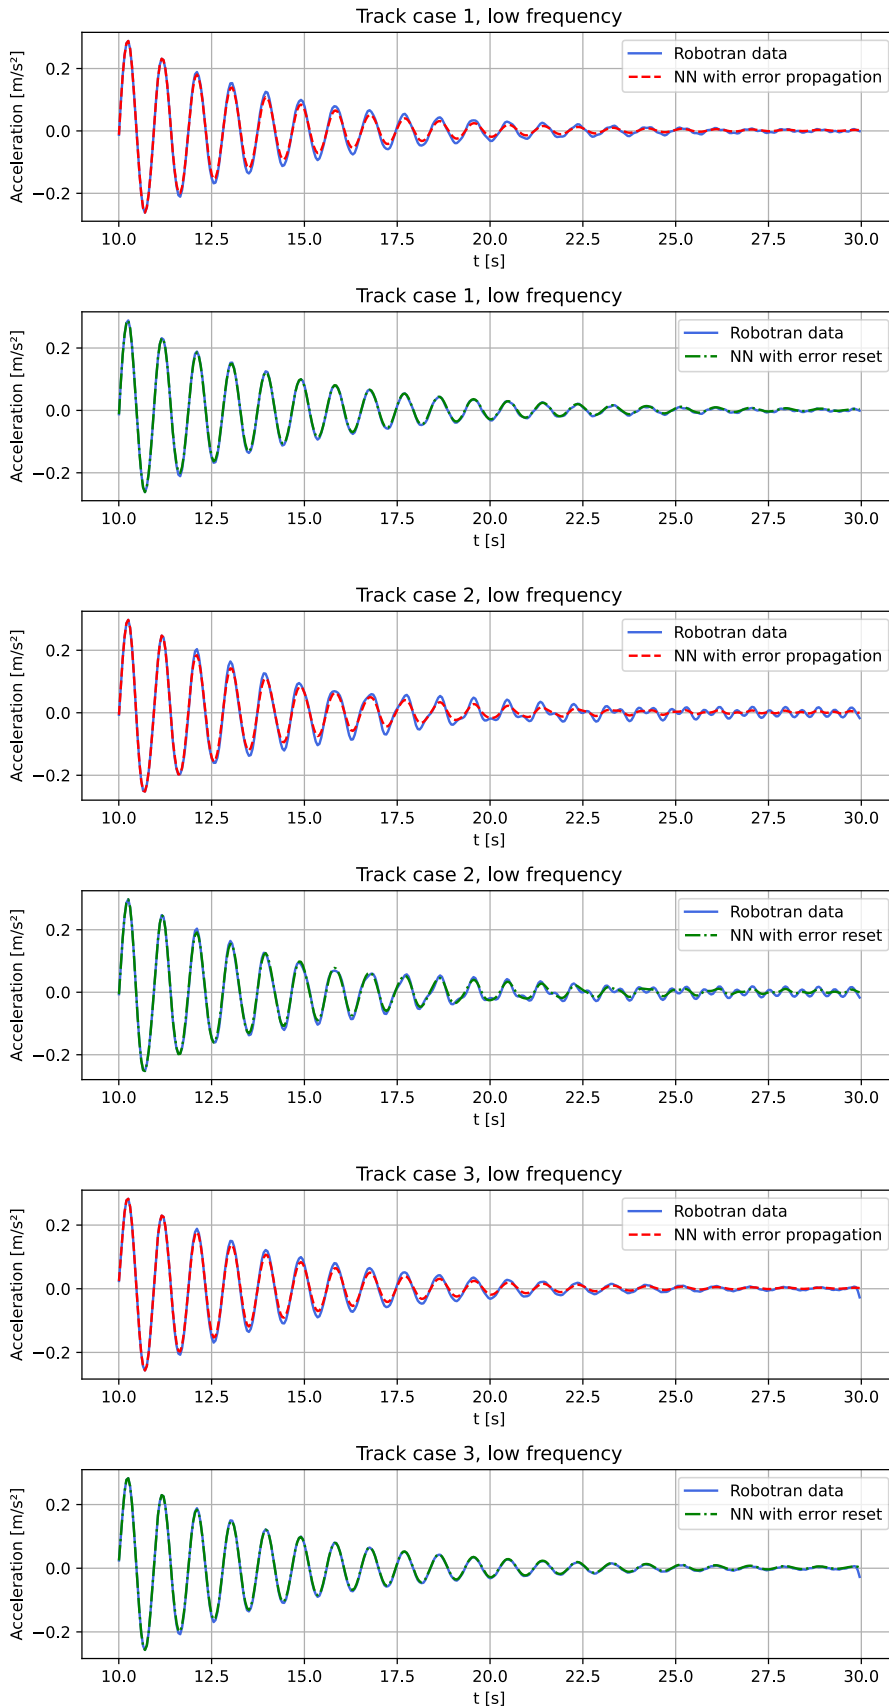 Track case 1, low frequency
Acceleration [m/s²]
0.2
0.0
−0.2
Robotran data
NN with error propagation
10.0 12.5 15.0 17.5 20.0 22.5 25.0 27.5 30.0
t [s]
Track case 1, low frequency
Acceleration [m/s²]
0.2
0.0
−0.2
Robotran data
NN with error reset
10.0 12.5 15.0 17.5 20.0 22.5 25.0 27.5 30.0
t [s]
Track case 2, low frequency
Acceleration [m/s²]
0.2
0.0
−0.2
Robotran data
NN with error propagation
10.0 12.5 15.0 17.5 20.0 22.5 25.0 27.5 30.0
t [s]
Track case 2, low frequency
Acceleration [m/s²]
0.2
0.0
−0.2
Robotran data
NN with error reset
10.0 12.5 15.0 17.5 20.0 22.5 25.0 27.5 30.0
t [s]
Track case 3, low frequency
Acceleration [m/s²]
0.2
0.0
−0.2
Robotran data
NN with error propagation
10.0 12.5 15.0 17.5 20.0 22.5 25.0 27.5 30.0
t [s]
Track case 3, low frequency
Acceleration [m/s²]
0.2
0.0
−0.2
Robotran data
NN with error reset
10.0 12.5 15.0 17.5 20.0 22.5 25.0 27.5 30.0
t [s]